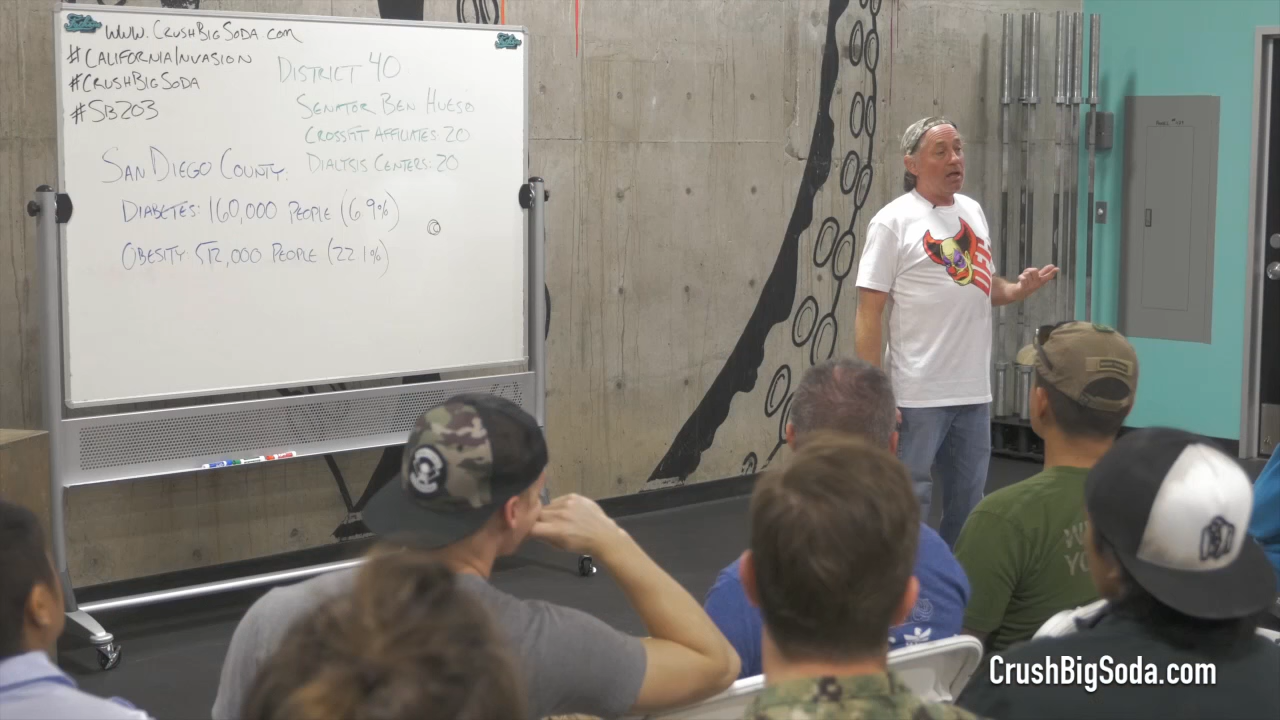 www.CrushBigSoda.com
#CaliforniaInvasion
#CrushBigSoda
#SB203
District 40
Senator Ben Hueso
CrossFit Affiliates: 20
Dialysis Centers: 20
San Diego County:
Diabetes: 160,000 People (6.9%)
Obesity 512,000 People (22.1%)
CrushBigSoda.com